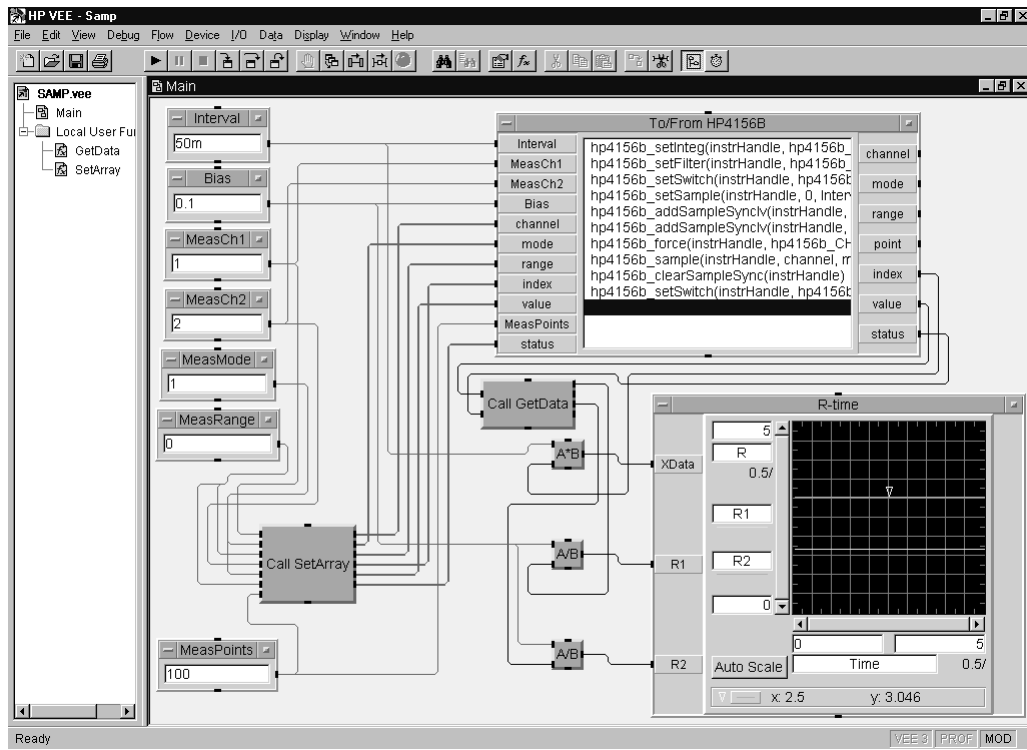 HP VEE - Samp
File Edit View Debug Flow Device I/O Data Display Window Help
SAMP.vee
Main
Local User Fu
GetData
SetArray
Main
Interval
50m
Bias
0.1
MeasCh1
1
MeasCh2
2
MeasMode
1
MeasRange
0
Call SetArray
MeasPoints
100
To/From HP4156B
Interval
MeasCh1
MeasCh2
Bias
channel
mode
range
index
value
MeasPoints
status
hp4156b_setInteg(instrHandle, hp4156b_
hp4156b_setFilter(instrHandle, hp4156b_
hp4156b_setSwitch(instrHandle, hp4156b
hp4156b_setSample(instrHandle, 0, Inter
hp4156b_addSampleSyncIv(instrHandle,
hp4156b_addSampleSyncIv(instrHandle,
hp4156b_force(instrHandle, hp4156b_CH
hp4156b_sample(instrHandle, channel, m
hp4156b_clearSampleSync(instrHandle)
hp4156b_setSwitch(instrHandle, hp4156b
channel
mode
range
point
index
value
status
Call GetData
A*B
A/B
A/B
R-time
XData
R1
R2
5
R
0.5/
R1
R2
0
0 5
Auto Scale Time 0.5/
x: 2.5 y: 3.046
Ready
VEE 3 PROF MOD